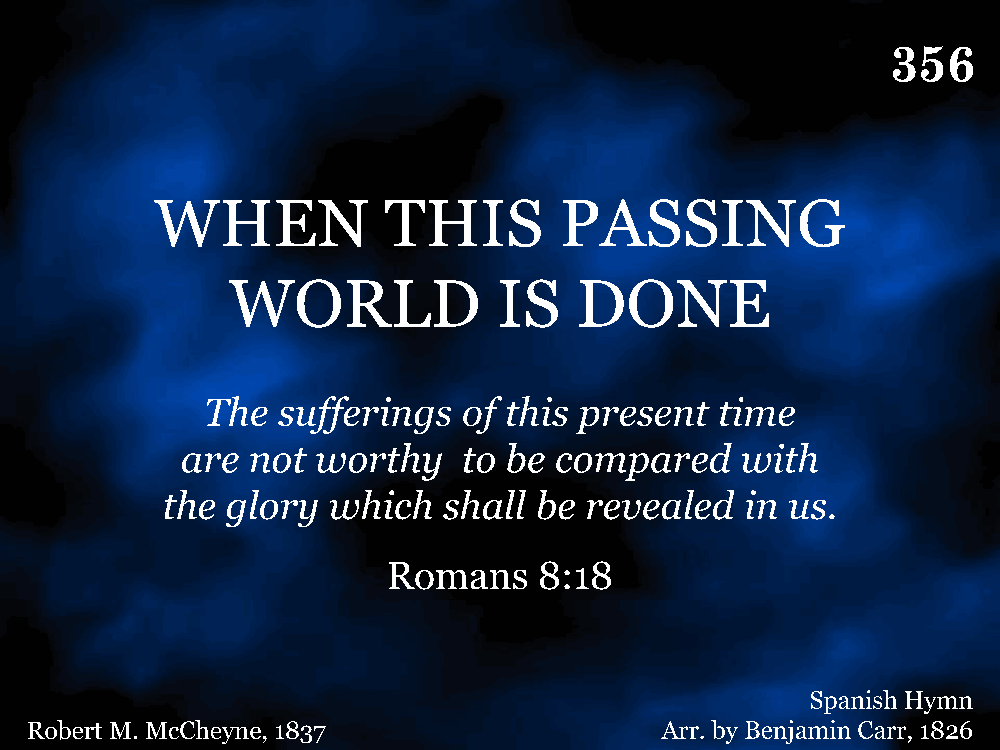 356
WHEN THIS PASSING
WORLD IS DONE
The sufferings of this present time
are not worthy to be compared with
the glory which shall be revealed in us.
Romans 8:18
Spanish Hymn
Robert M. McCheyne, 1837
Arr. by Benjamin Carr, 1826